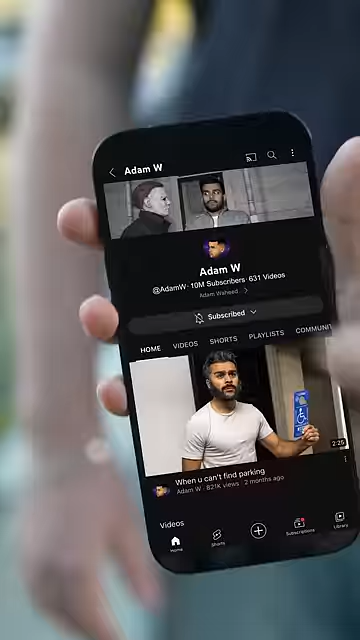 Adam W
Adam W
@AdamW· 10M Subscribers· 631 Videos
Adam Waheed
Subscribed
HOME VIDEOS SHORTS PLAYLISTS COMMUNI
2:25
When u can't find parking
Adam W · 821K views · 2 months ago
Videos
Home Shorts Subscriptions Library